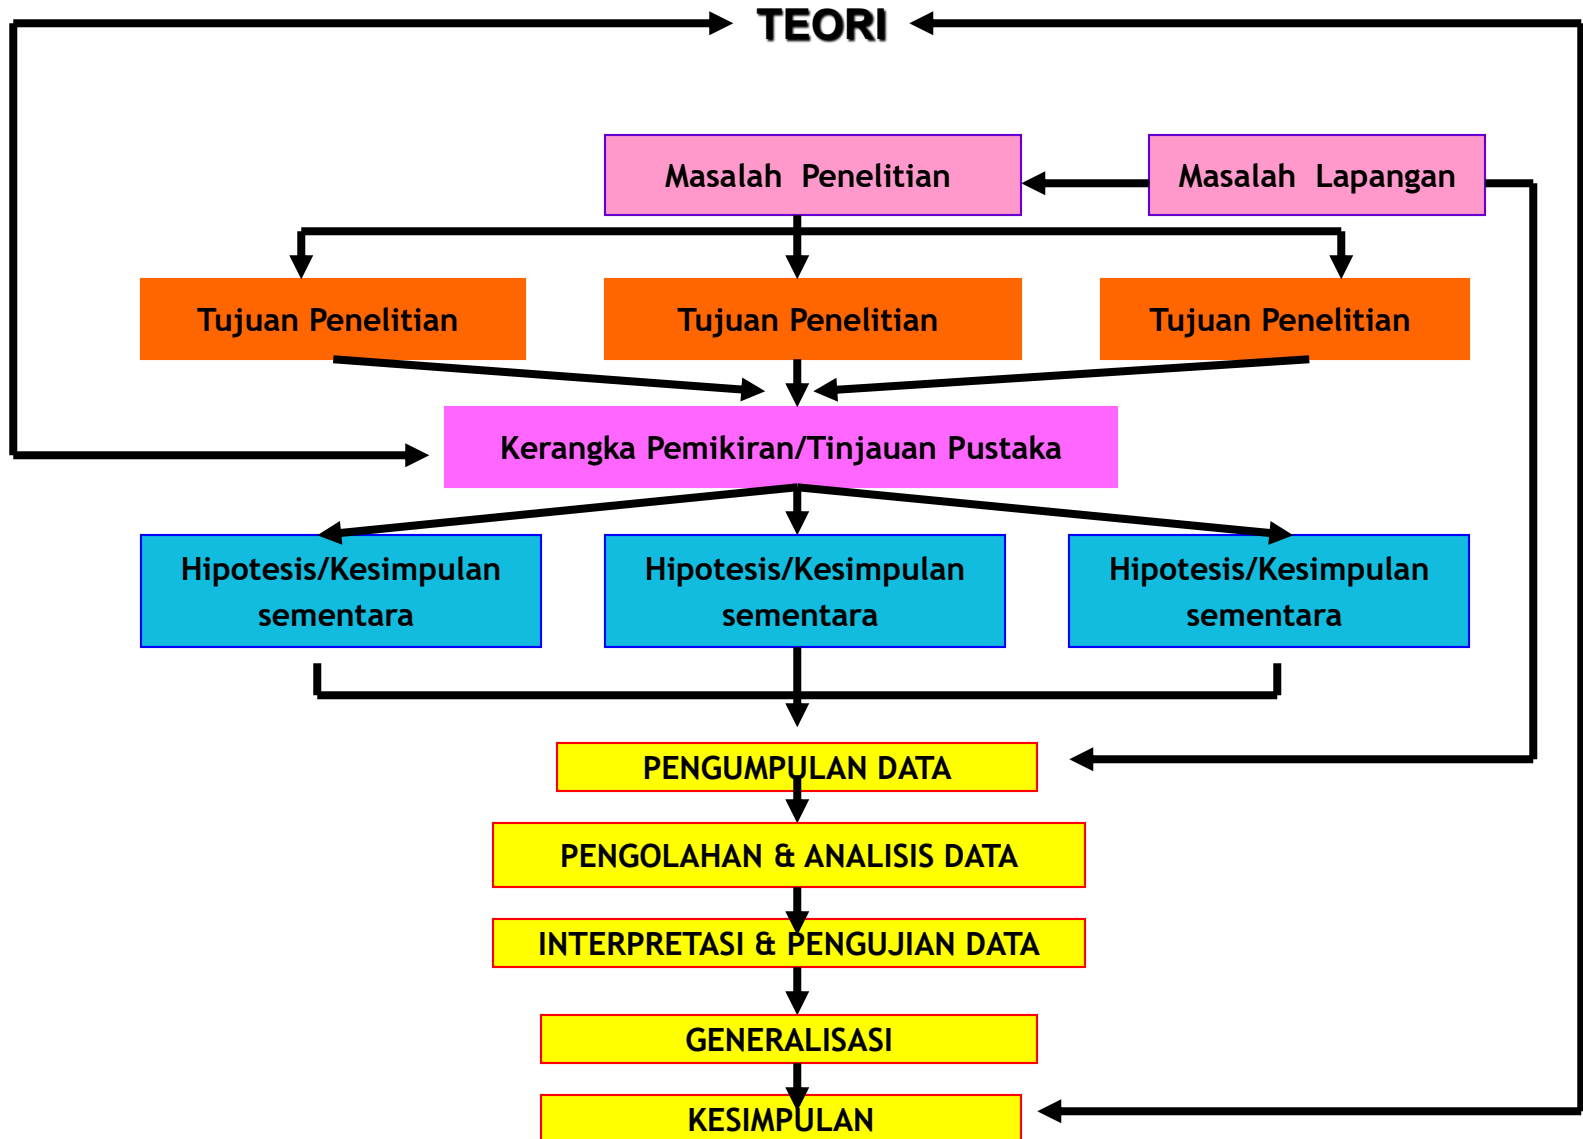 TEORI
Masalah Penelitian
Masalah Lapangan
Tujuan Penelitian
Tujuan Penelitian
Tujuan Penelitian
Kerangka Pemikiran/Tinjauan Pustaka
Hipotesis/Kesimpulan
sementara
Hipotesis/Kesimpulan
sementara
Hipotesis/Kesimpulan
sementara
PENGUMPULAN DATA
PENGOLAHAN & ANALISIS DATA
INTERPRETASI & PENGUJIAN DATA
GENERALISASI
KESIMPULAN